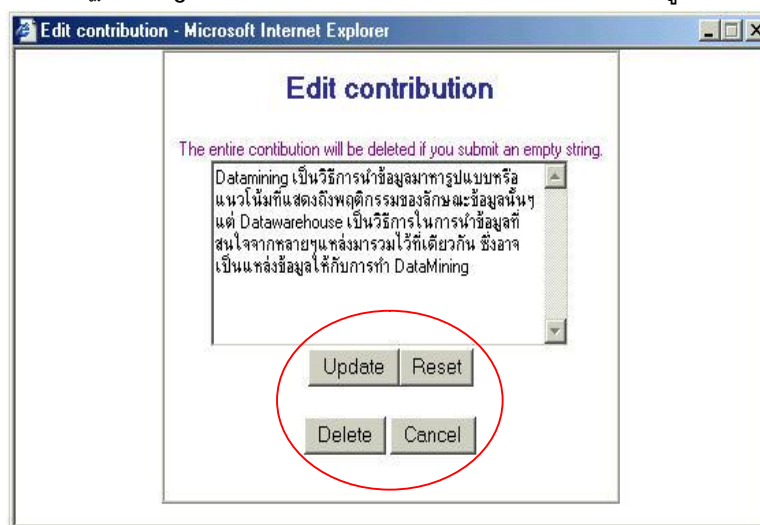 Edit contribution - Microsoft Internet Explorer
Edit contribution
The entire contibution will be deleted if you submit an empty string.
Datamining เป็นวิธีการนำข้อมูลมาหารูปแบบหรือ
แนวโน้มที่แสดงถึงพฤติกรรมของลักษณะข้อมูลนั้นๆ
แต่ Datawarehouse เป็นวิธีการในการนำข้อมูลที่
สนใจจากหลายๆแหล่งมารวมไว้ที่เดียวกัน ซึ่งอาจ
เป็นแหล่งข้อมูลให้กับการทำ DataMining
Update Reset
Delete Cancel